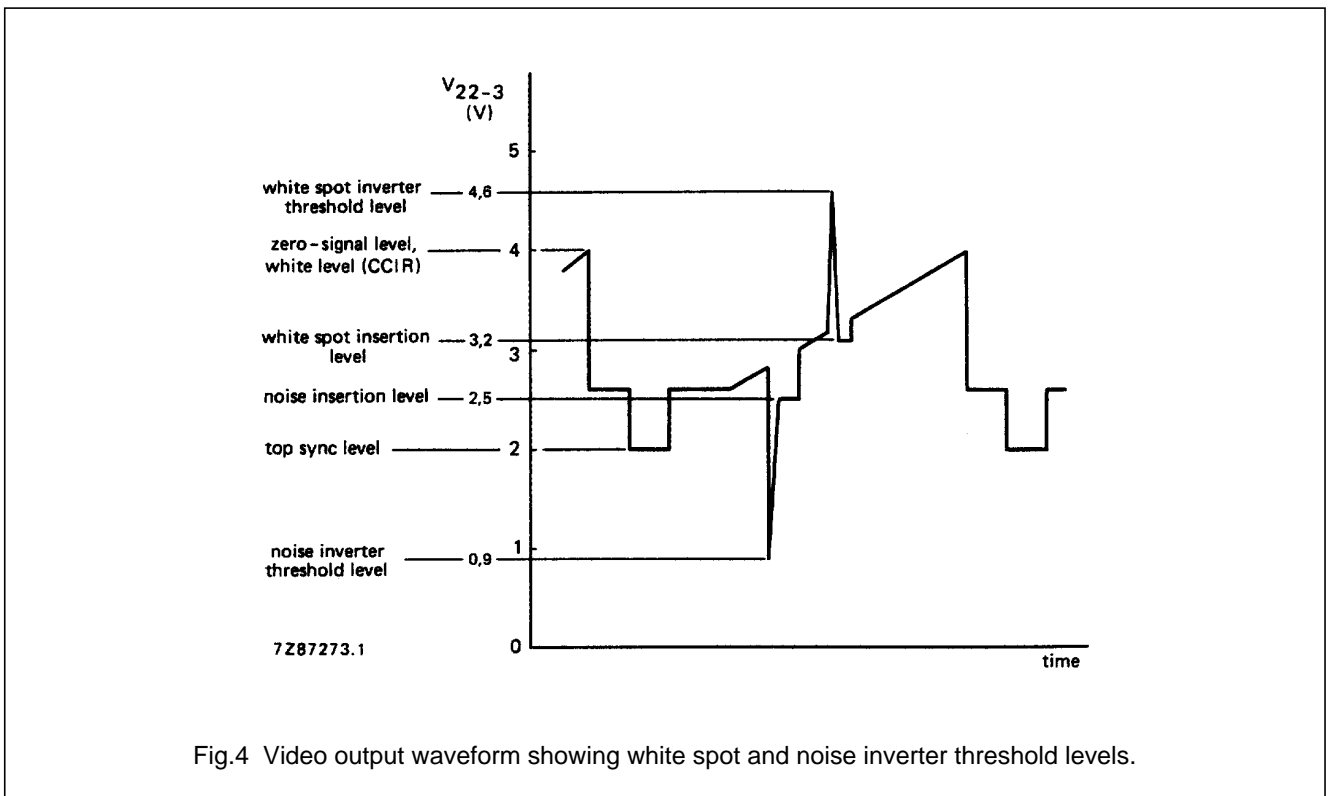 V22-3
(V)
5
white spot inverter
threshold level
4,6
zero-signal level,
white level (CCIR)
4
white spot insertion
level
3,2
3
noise insertion level
2,5
top sync level
2
1
noise inverter
threshold level
0,9
7Z87273.1
0
time
Fig.4 Video output waveform showing white spot and noise inverter threshold levels.